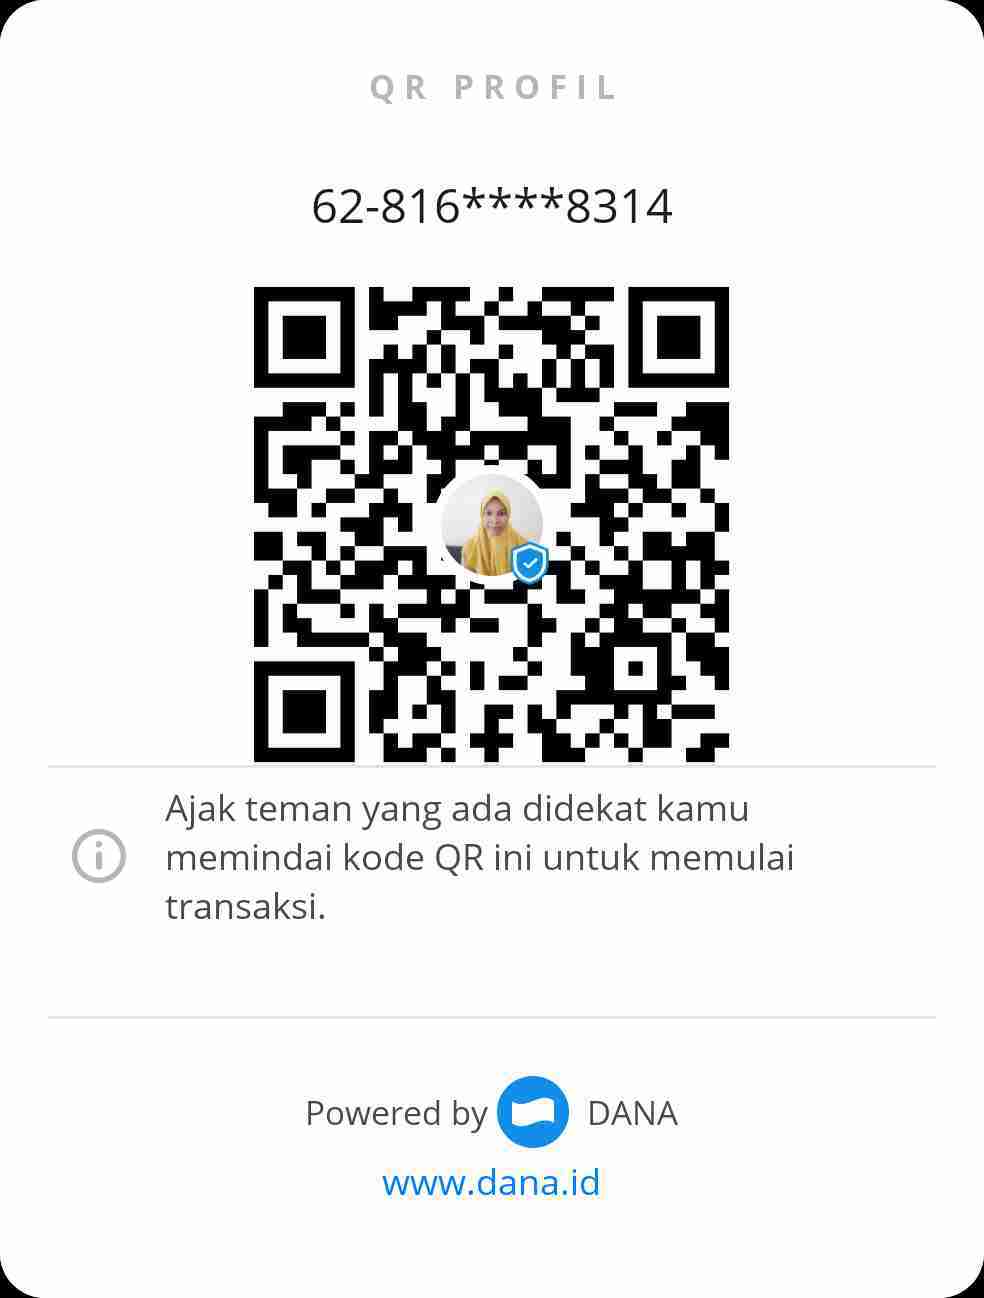 QR PROFIL
62-816****8314
Ajak teman yang ada didekat kamu
memindai kode QR ini untuk memulai
transaksi.
Powered by DANA
www.dana.id